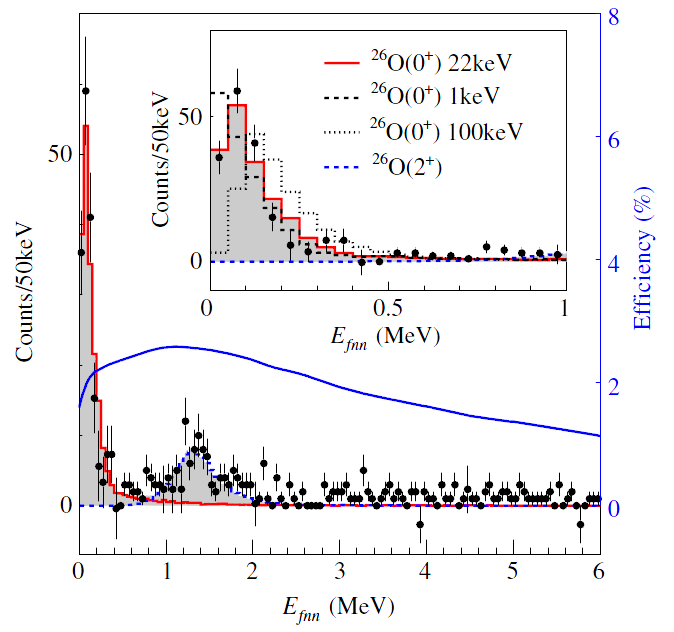 8
6
4
2
0
Efficiency (%)
50
0
Counts/50keV
0 1 2 3 4 5 6
E_fnn (MeV)
50
0
Counts/50keV
0 0.5 1
E_fnn (MeV)
²⁶O(0⁺) 22keV
²⁶O(0⁺) 1keV
²⁶O(0⁺) 100keV
²⁶O(2⁺)